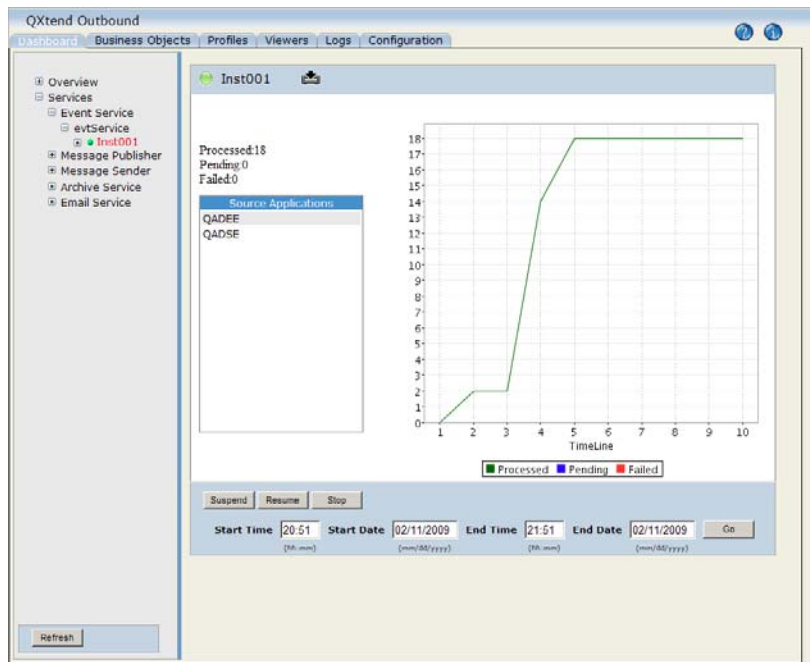 QXtend Outbound
Dashboard Business Objects Profiles Viewers Logs Configuration
Overview
Services
Event Service
evtService
Inst001
Message Publisher
Message Sender
Archive Service
Email Service
Refresh
Inst001
Processed:18
Pending:0
Failed:0
Source Applications
QADEE
QADSE
18
17
16
15
14
13
12
11
10
9
8
7
6
5
4
3
2
1
0
1 2 3 4 5 6 7 8 9 10
TimeLine
Processed Pending Failed
Suspend Resume Stop
Start Time 20:51 Start Date 02/11/2009 End Time 21:51 End Date 02/11/2009 Go
(hh:mm) (mm/dd/yyyy) (hh:mm) (mm/dd/yyyy)